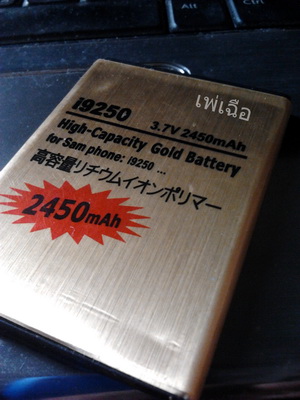 i9250
3.7V 2450mAh
เพ่เฉือ
High-Capacity Gold Battery
for Sam phone: i9250 ...
高容量リチウムイオンポリマー
2450mAh